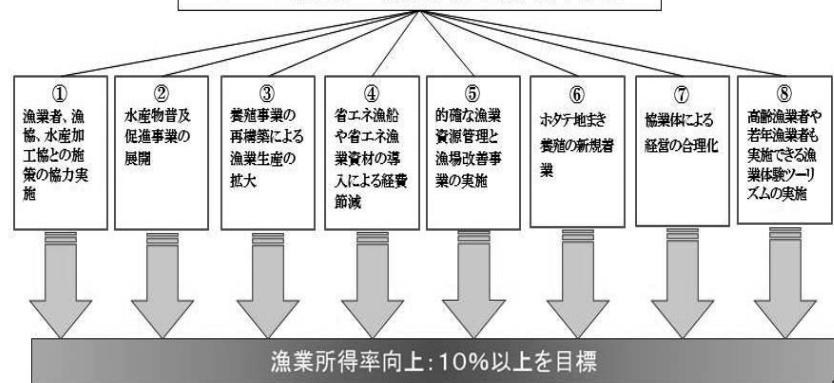 ①
漁業者、漁
協、水産加
工協との施
策の協力実
施
②
水産物普及
促進事業の
展開
③
養殖事業の
再構築による
漁業生産の
拡大
④
省エネ漁船
や省エネ漁
業資材の導
入による経費
節減
⑤
的確な漁業
資源管理と
漁場改善事
業の実施
⑥
ホタテ地まき
養殖の新規着
業
⑦
協業体による
経営の合理化
⑧
高齢漁業者や
若年漁業者も
実施できる漁
業体験ツーリ
ズムの実施
漁業所得率向上：10％以上を目標